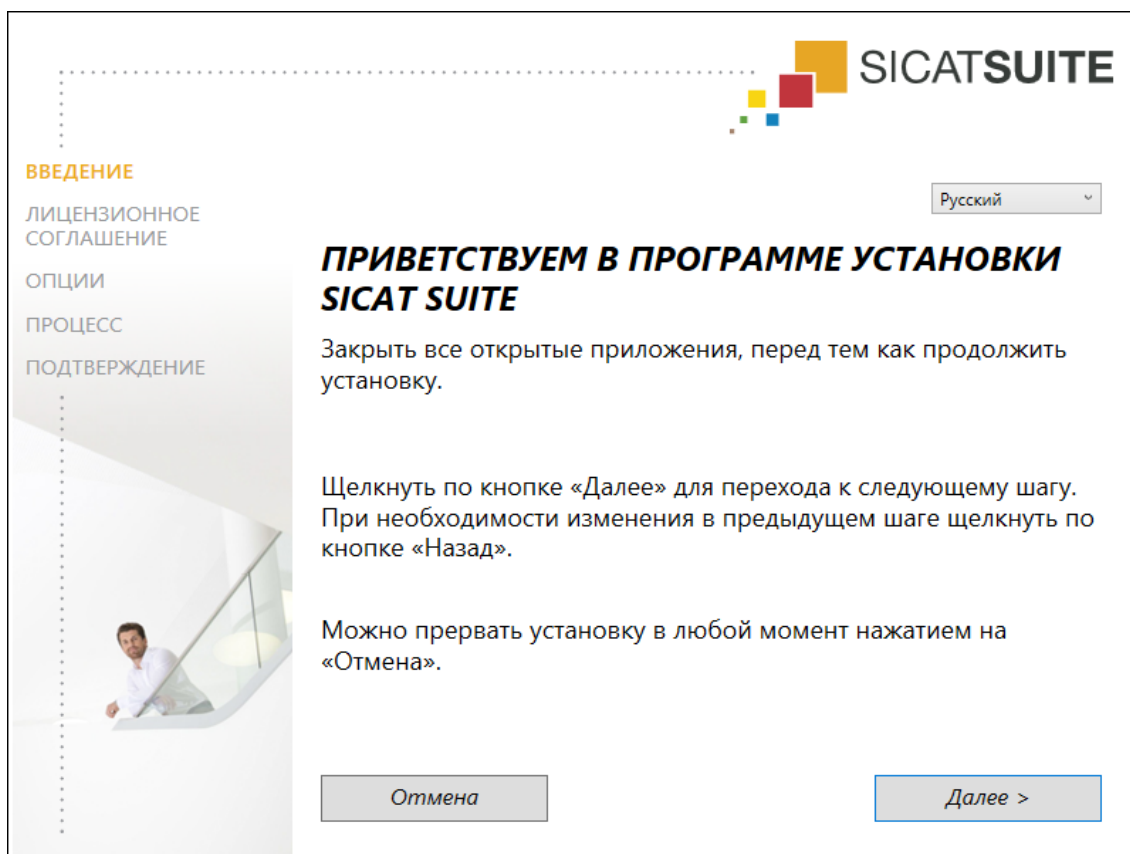 SICATSUITE
ВВЕДЕНИЕ
ЛИЦЕНЗИОННОЕ
СОГЛАШЕНИЕ
ОПЦИИ
ПРОЦЕСС
ПОДТВЕРЖДЕНИЕ
Русский
ПРИВЕТСТВУЕМ В ПРОГРАММЕ УСТАНОВКИ
SICAT SUITE
Закрыть все открытые приложения, перед тем как продолжить
установку.
Щелкнуть по кнопке «Далее» для перехода к следующему шагу.
При необходимости изменения в предыдущем шаге щелкнуть по
кнопке «Назад».
Можно прервать установку в любой момент нажатием на
«Отмена».
Отмена
Далее >